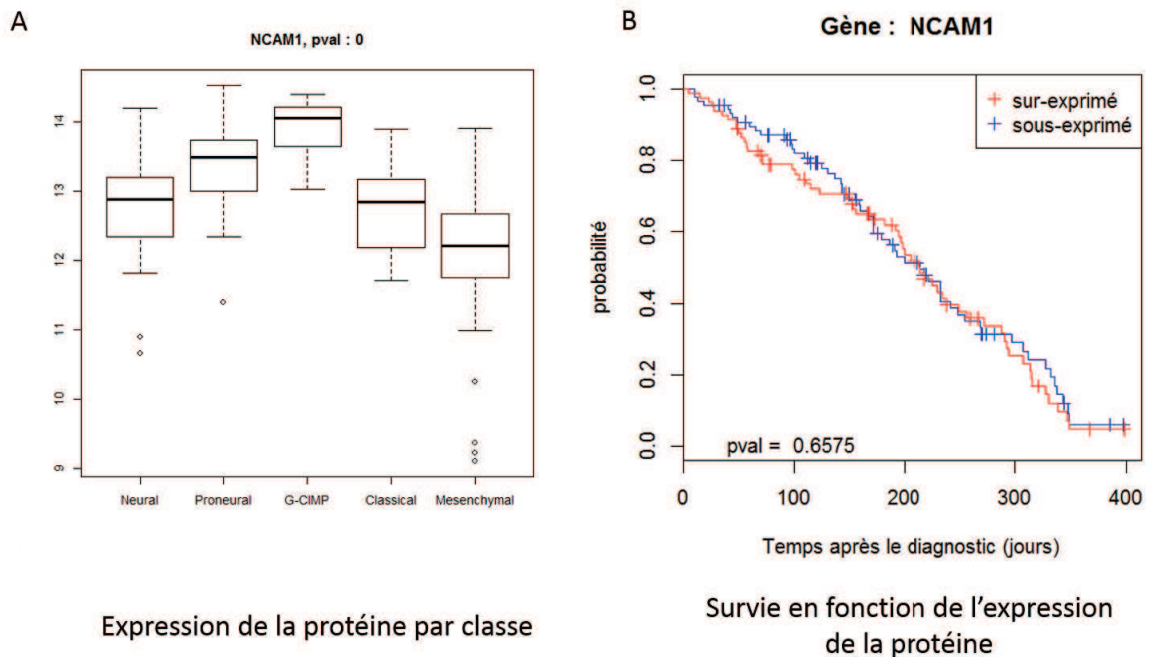 A
NCAM1, pval : 0
14
13
12
11
10
9
Neural Proneural G-CIMP Classical Mesenchymal
Expression de la protéine par classe
B
Gène : NCAM1
sur-exprimé
sous-exprimé
probabilité
1.0
0.8
0.6
0.4
0.2
0.0
pval = 0.6575
0 100 200 300 400
Temps après le diagnostic (jours)
Survie en fonction de l'expression
de la protéine